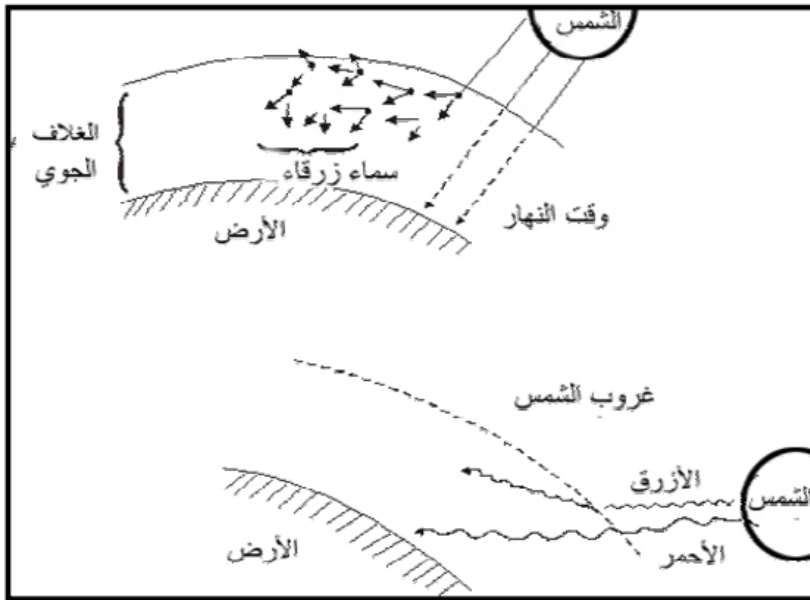 الشمس
الغلاف
الجوي
سماء زرقاء
الأرض
وقت النهار
غروب الشمس
الأزرق
الشمس
الأحمر
الأرض